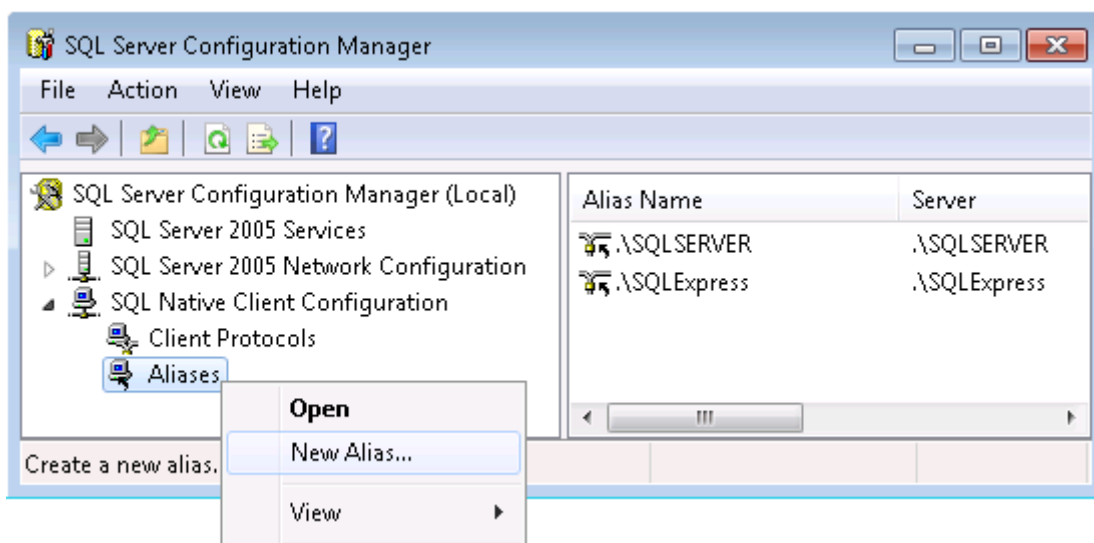 SQL Server Configuration Manager
File Action View Help
SQL Server Configuration Manager (Local)
SQL Server 2005 Services
SQL Server 2005 Network Configuration
SQL Native Client Configuration
Client Protocols
Aliases
Alias Name Server
.\SQLSERVER .\SQLSERVER
.\SQLExpress .\SQLExpress
Open
New Alias...
View
Create a new alias.